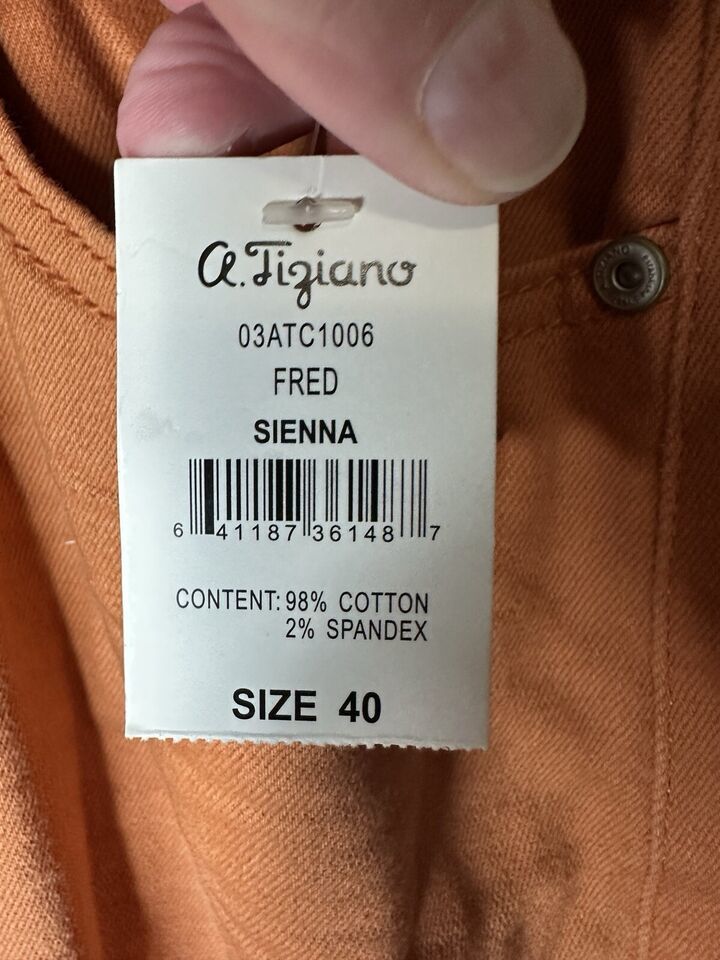 a.Tiziano
03ATC1006
FRED
SIENNA
6 41187 36148 7
CONTENT: 98% COTTON
2% SPANDEX
SIZE 40